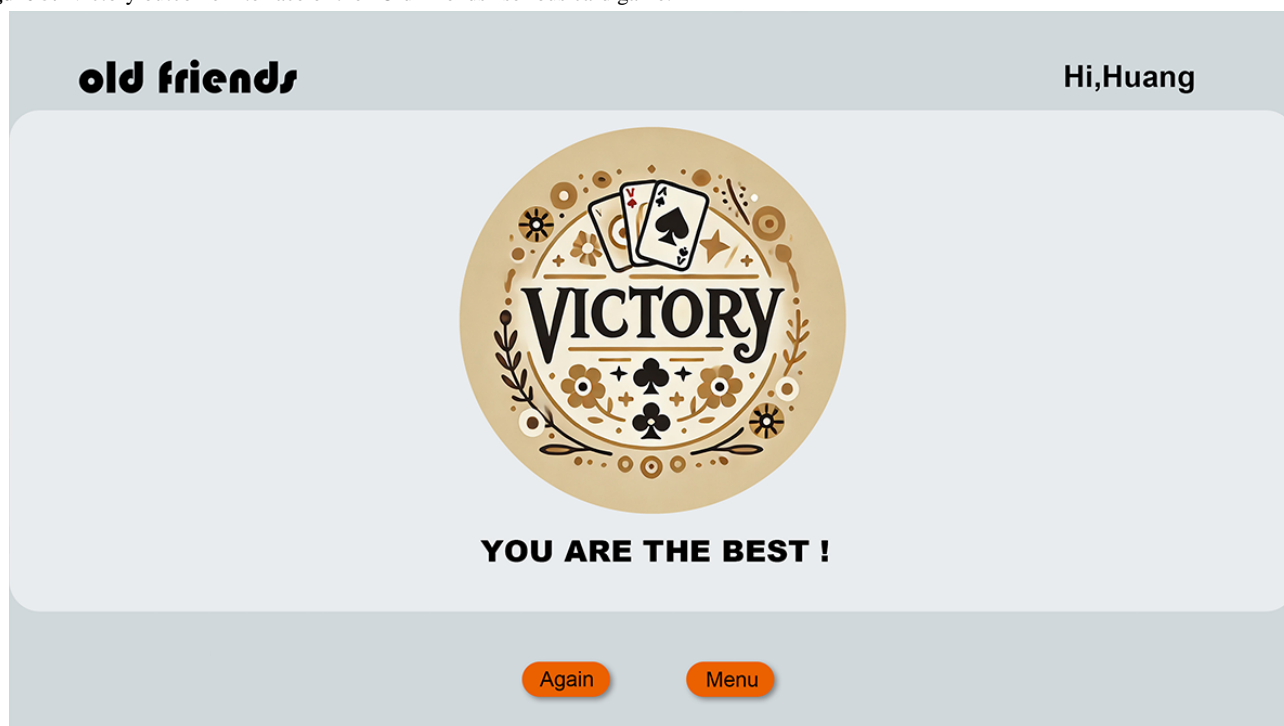 old friends
Hi,Huang
VICTORY
YOU ARE THE BEST !
Again
Menu